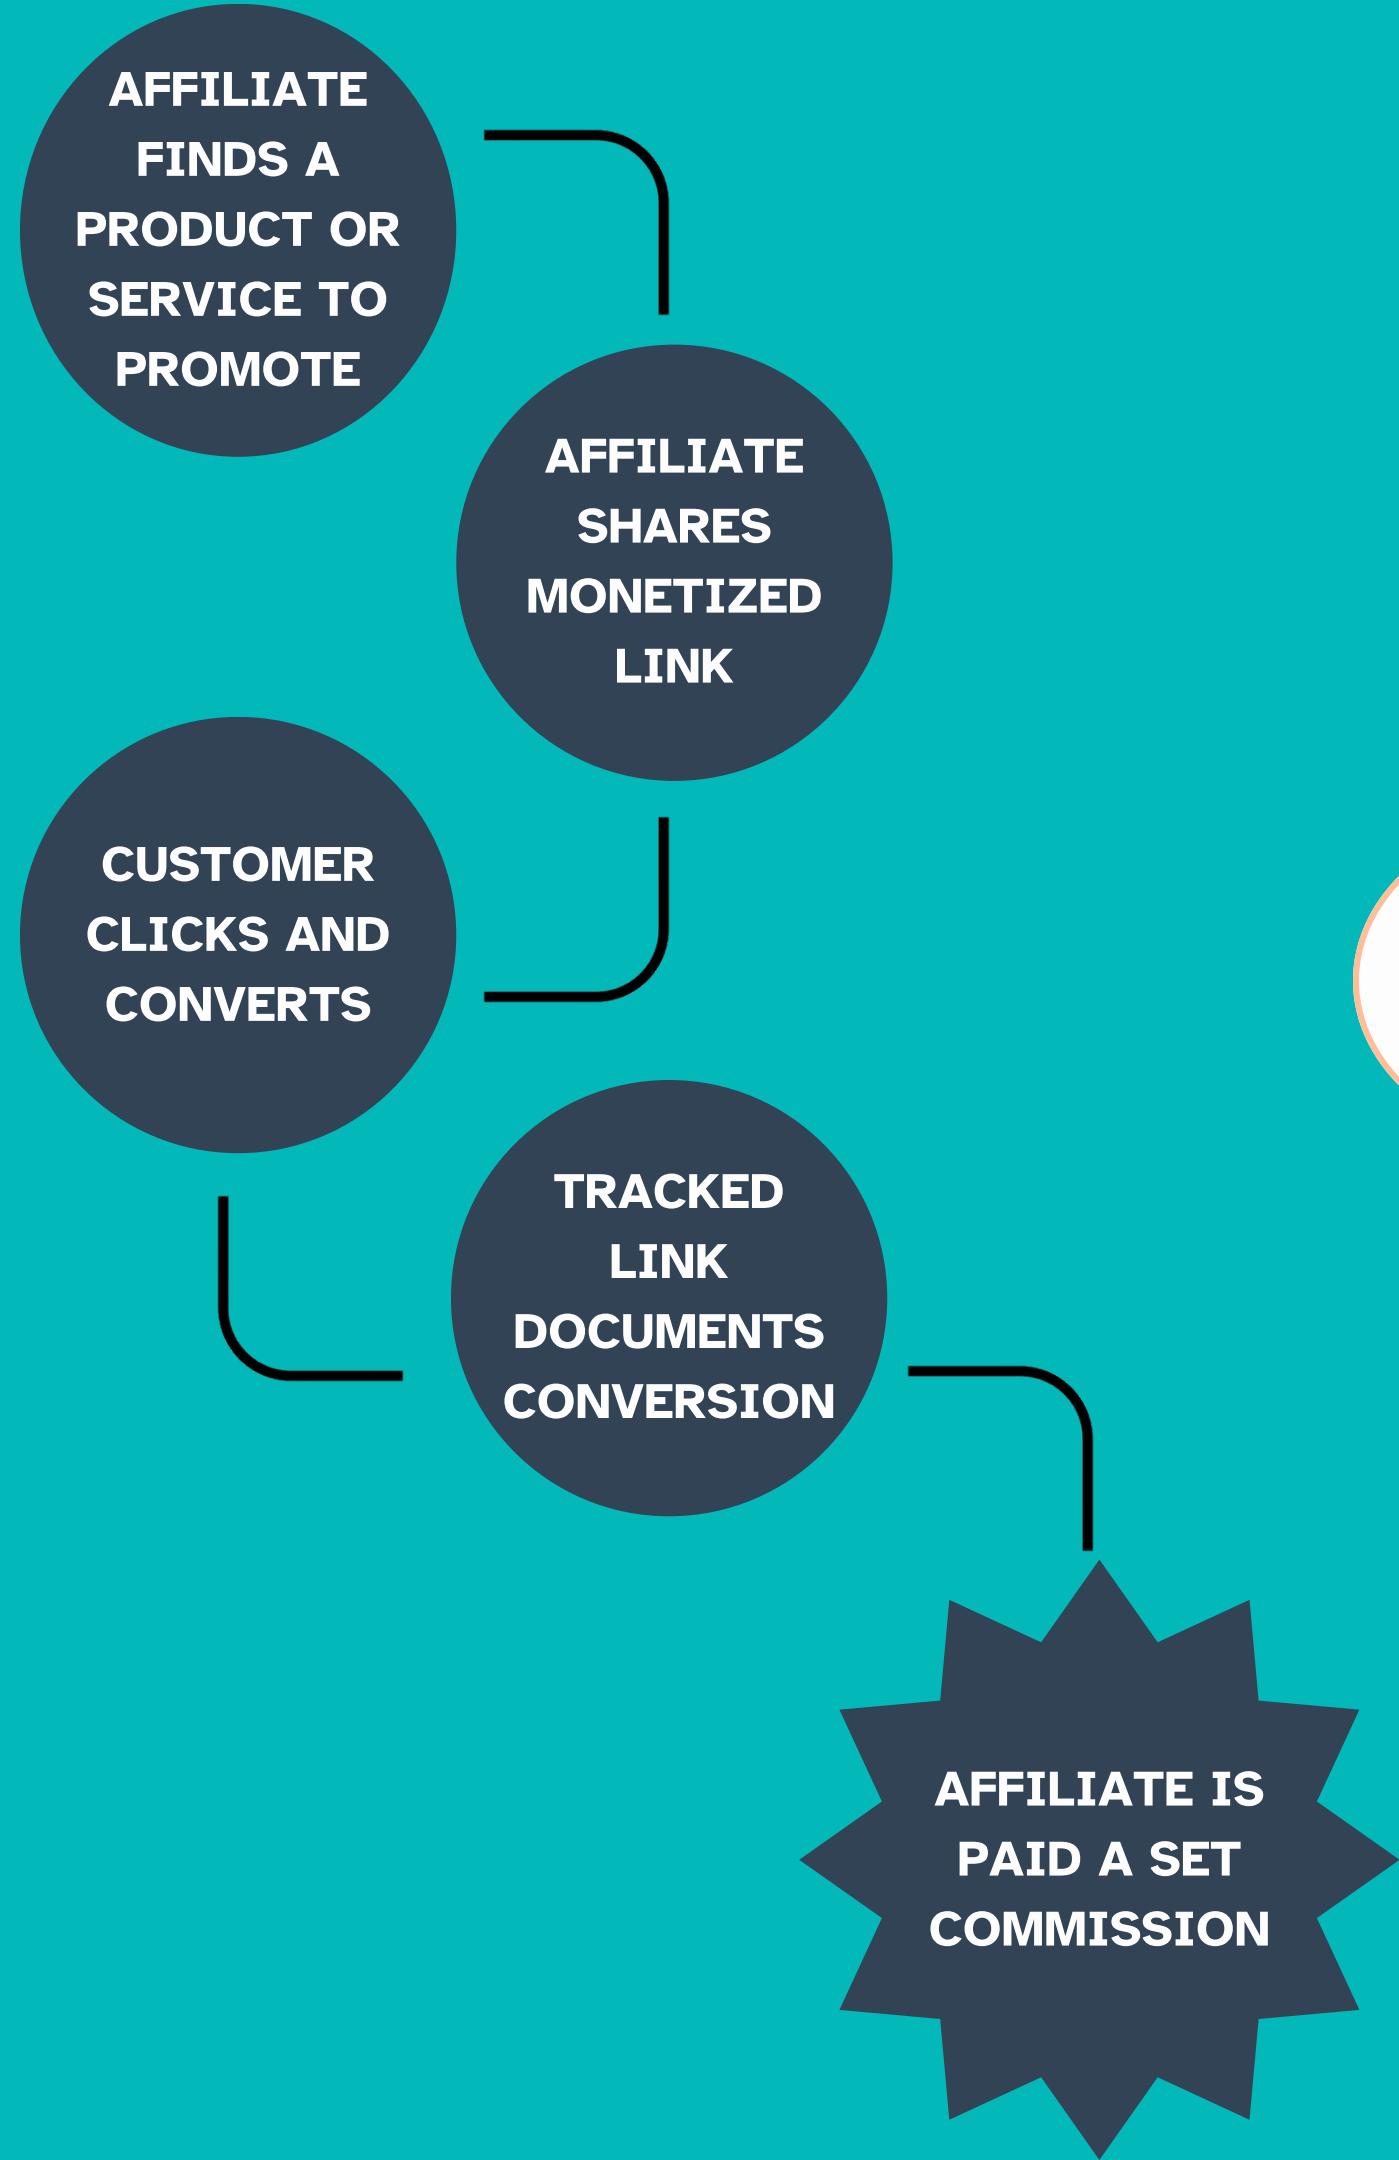 AFFILIATE
FINDS A
PRODUCT OR
SERVICE TO
PROMOTE
AFFILIATE
SHARES
MONETIZED
LINK
CUSTOMER
CLICKS AND
CONVERTS
TRACKED
LINK
DOCUMENTS
CONVERSION
AFFILIATE IS
PAID A SET
COMMISSION